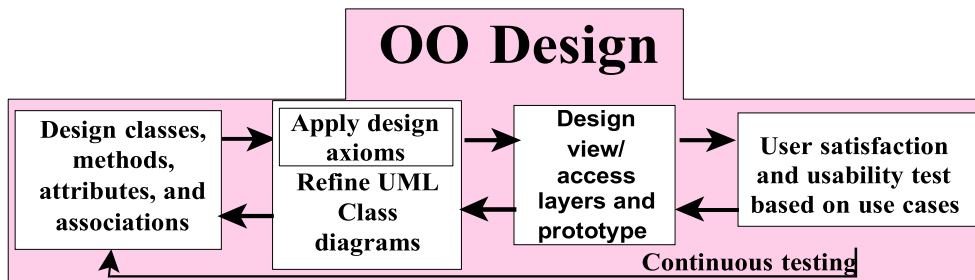 OO Design
Design classes,
methods,
attributes, and
associations
Apply design
axioms
Refine UML
Class
diagrams
Design
view/
access
layers and
prototype
User satisfaction
and usability test
based on use cases
Continuous testing